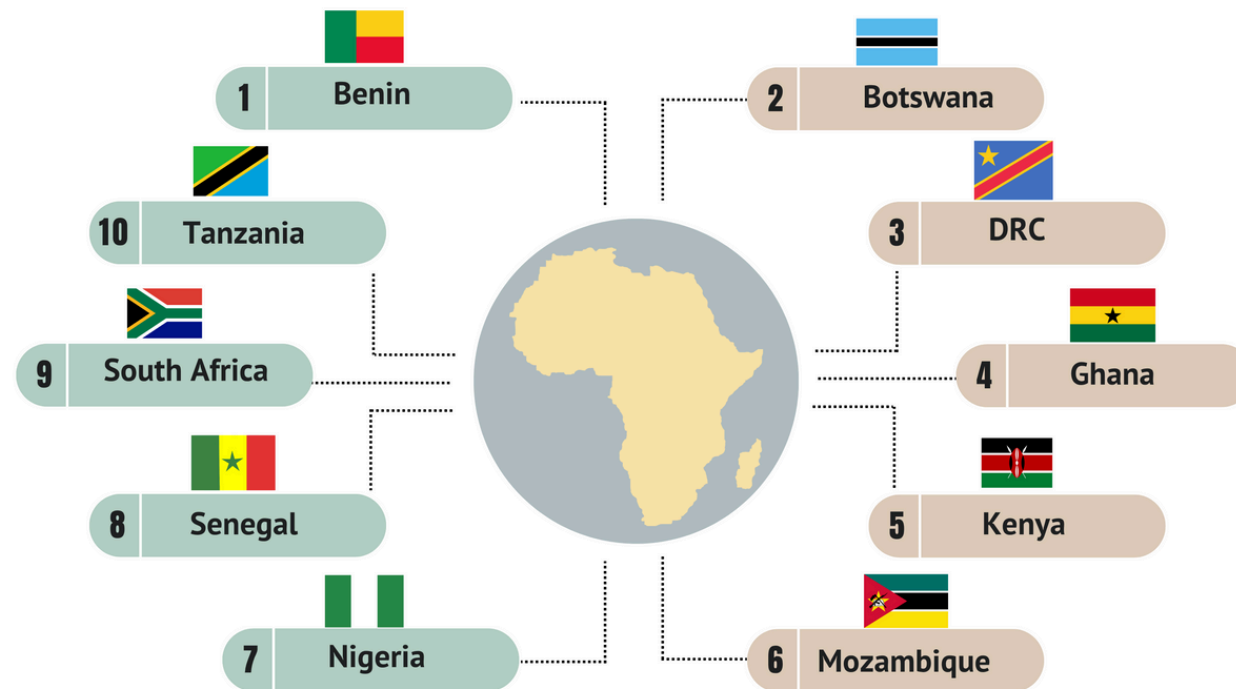 1 Benin
2 Botswana
3 DRC
4 Ghana
5 Kenya
6 Mozambique
7 Nigeria
8 Senegal
9 South Africa
10 Tanzania